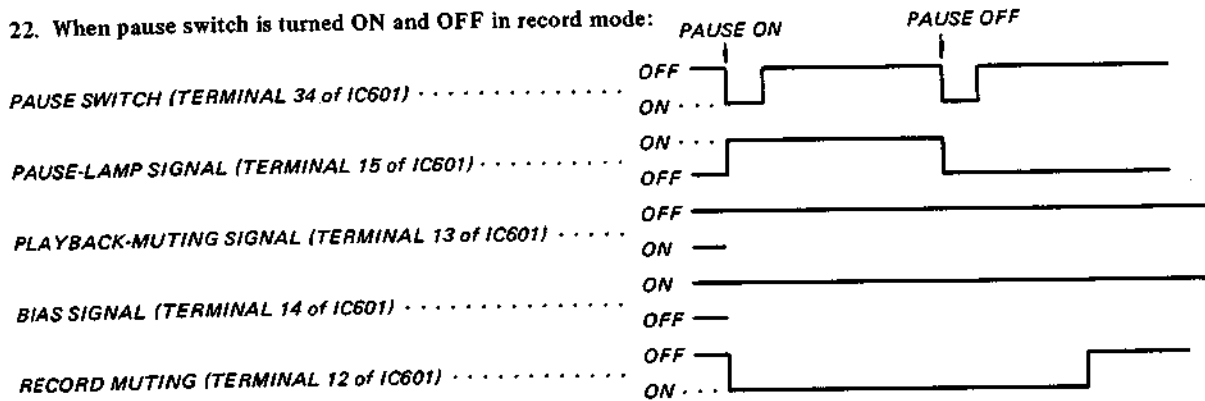 22. When pause switch is turned ON and OFF in record mode:
PAUSE ON
PAUSE OFF
PAUSE SWITCH (TERMINAL 34 of IC601) · · · · · · · · · · · · · · ·
OFF
ON · · ·
PAUSE-LAMP SIGNAL (TERMINAL 15 of IC601) · · · · · · · · · ·
ON · · ·
OFF
PLAYBACK-MUTING SIGNAL (TERMINAL 13 of IC601) · · · · ·
OFF
ON
BIAS SIGNAL (TERMINAL 14 of IC601) · · · · · · · · · · · · · · ·
ON
OFF
RECORD MUTING (TERMINAL 12 of IC601) · · · · · · · · · · · ·
OFF
ON · · ·